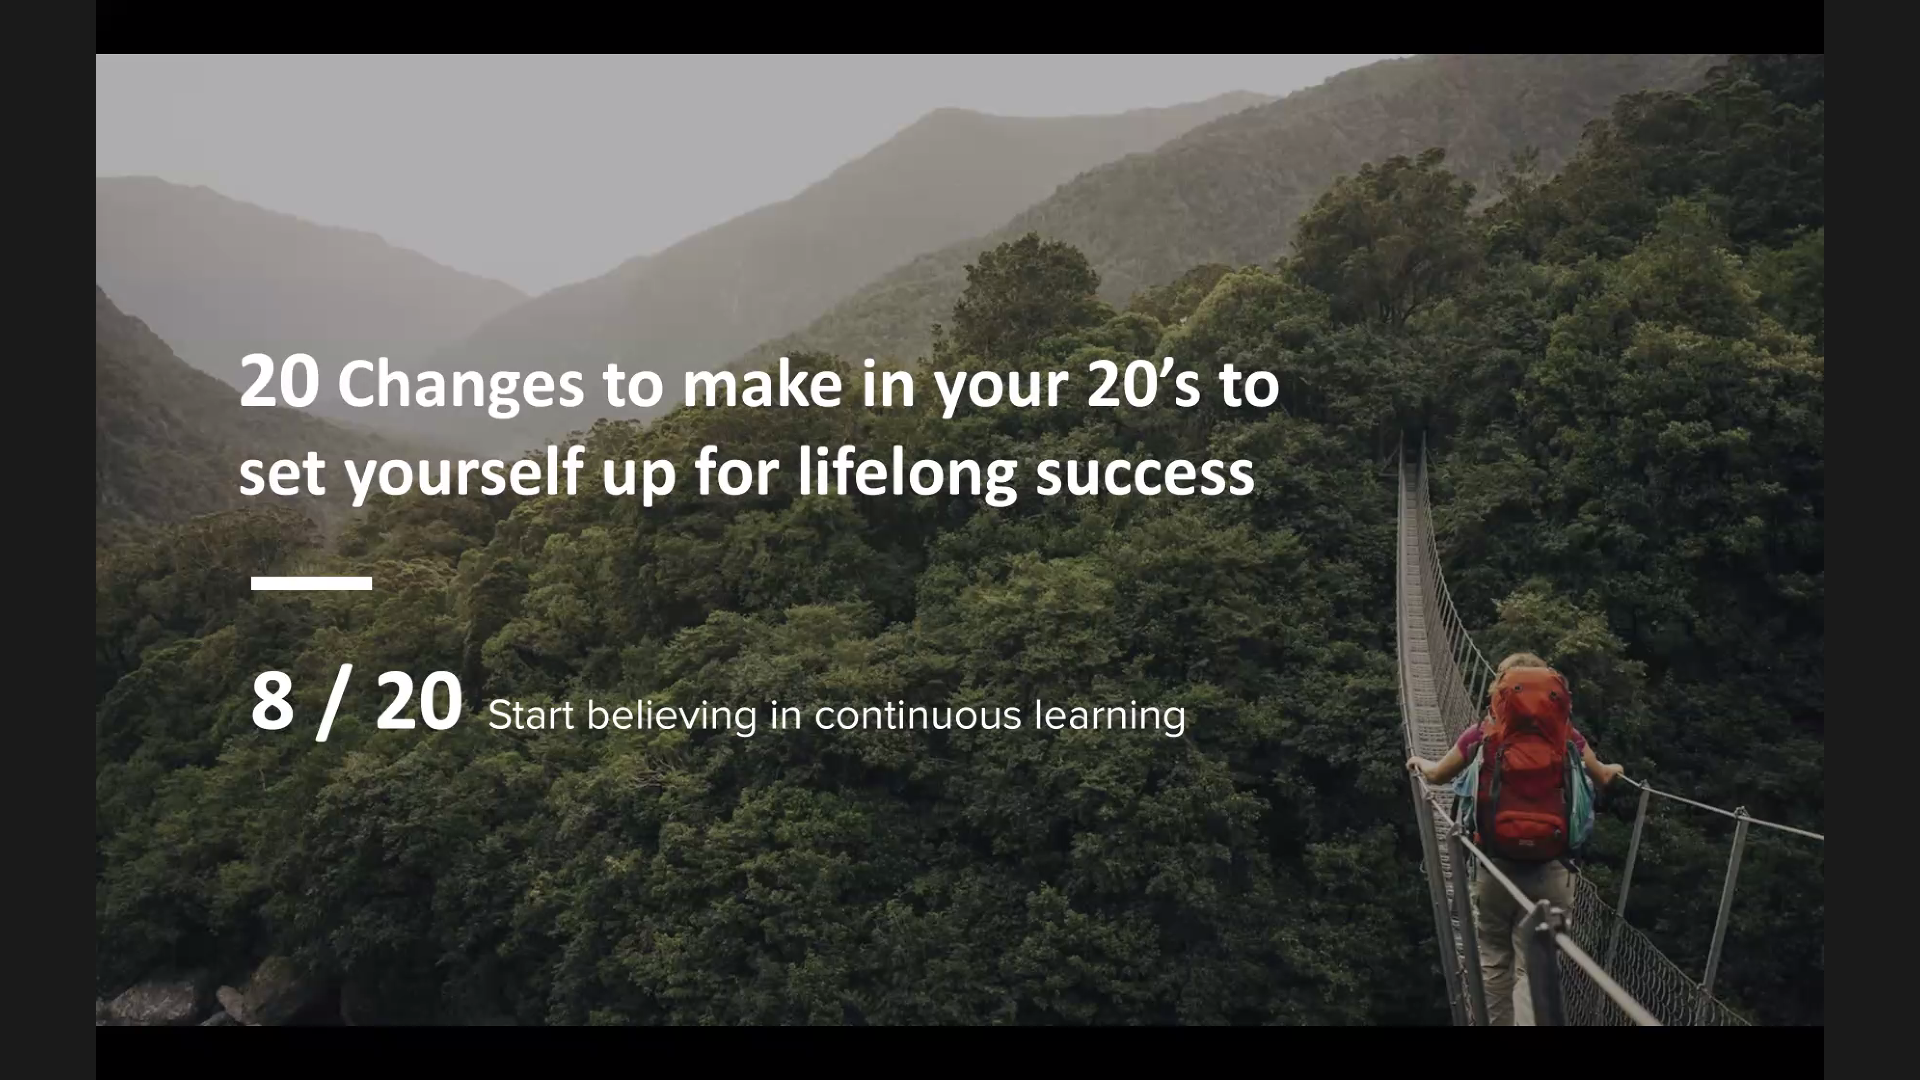 20 Changes to make in your 20’s to
set yourself up for lifelong success
8 / 20 Start believing in continuous learning